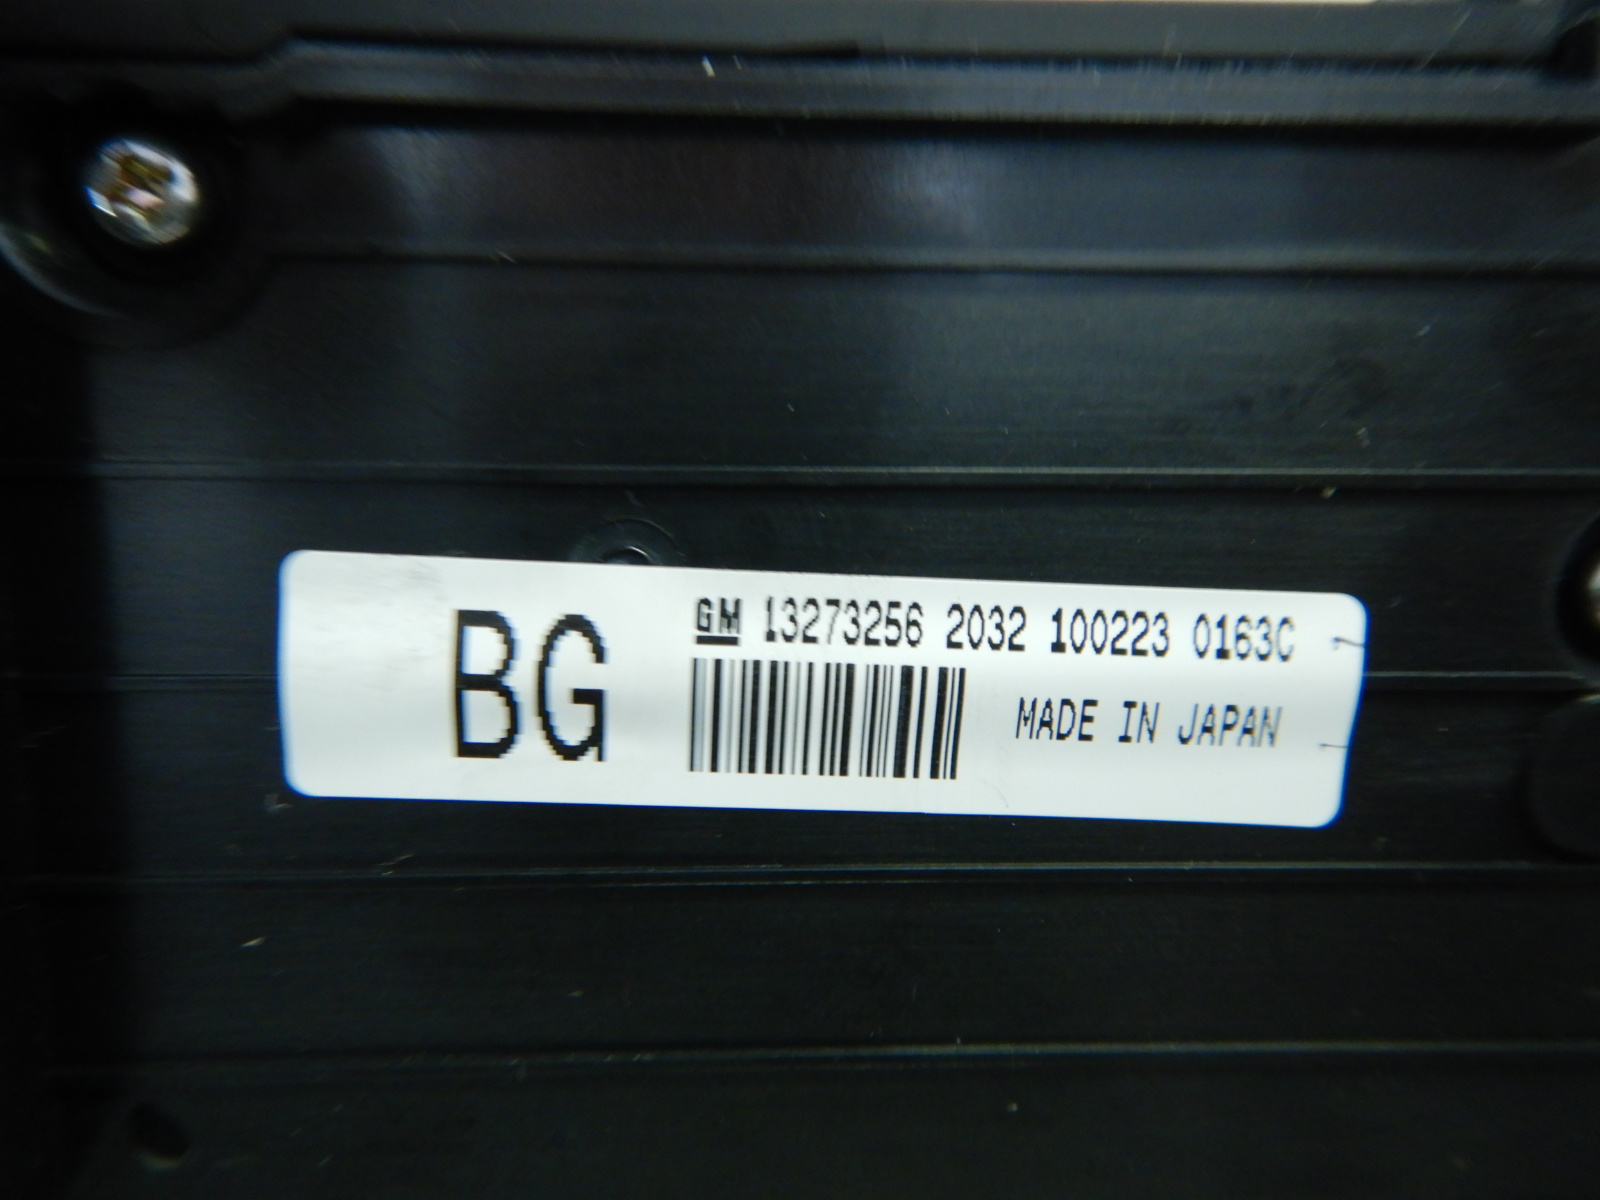 BG
GM 13273256 2032 100223 0163C
MADE IN JAPAN